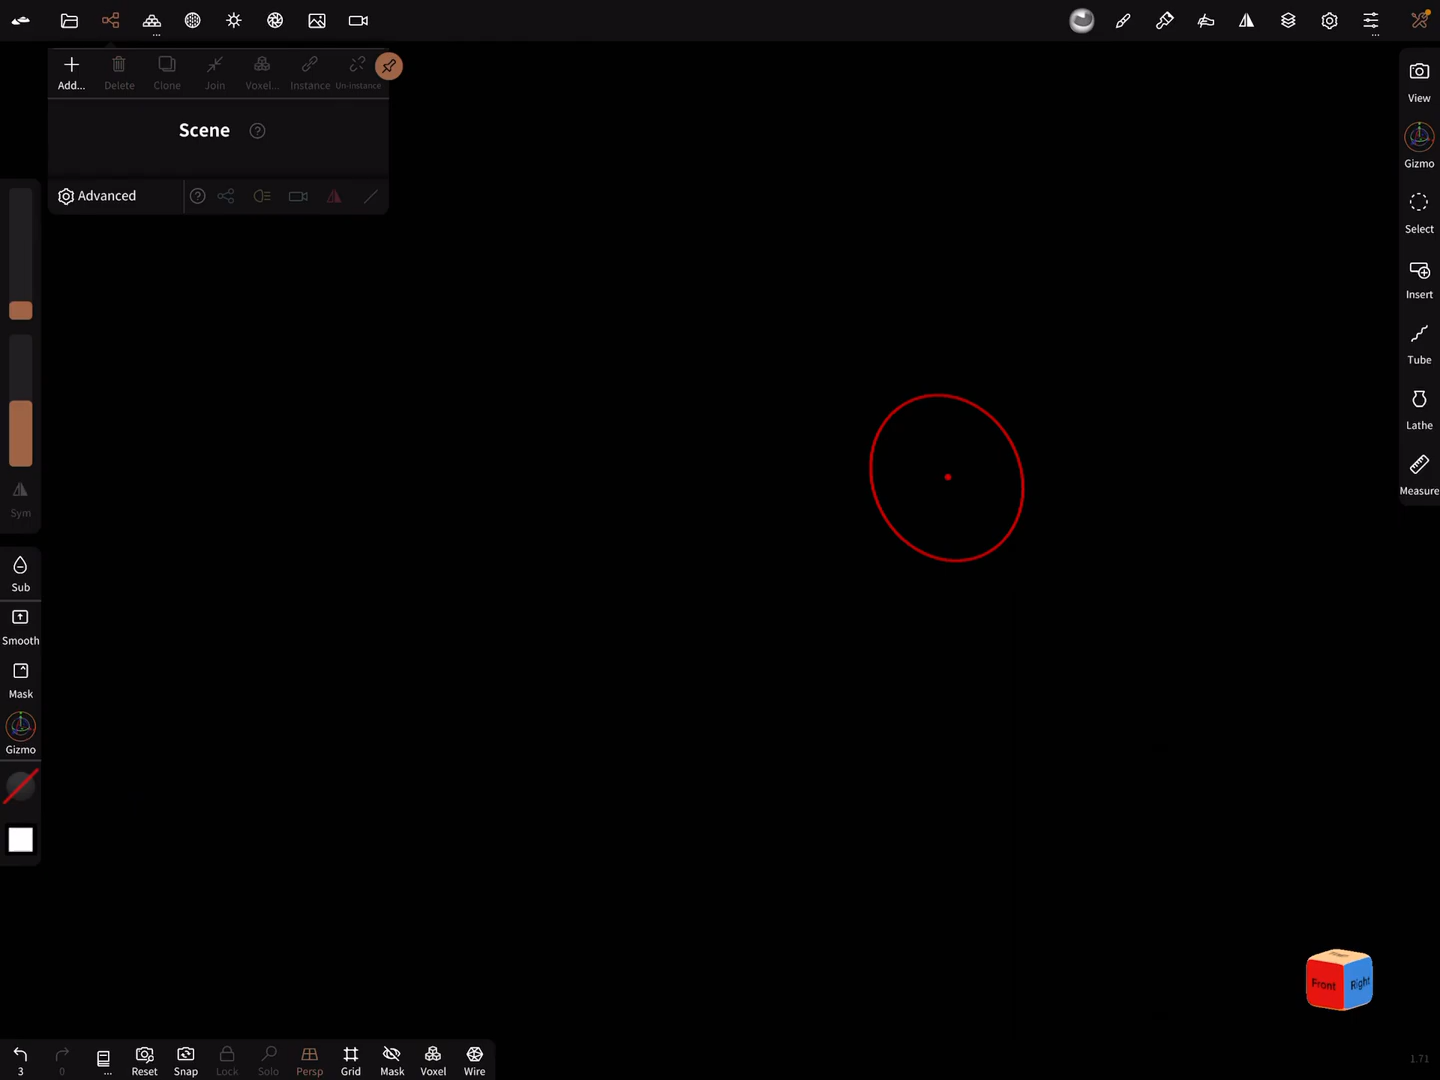 Add...
Delete
Clone
Join
Voxel...
Instance
Un-instance
Scene
Advanced
View
Gizmo
Select
Insert
Tube
Lathe
Measure
Sym
Sub
Smooth
Mask
Gizmo
Front
Right
3
0
...
Reset
Snap
Lock
Solo
Persp
Grid
Mask
Voxel
Wire
1.71